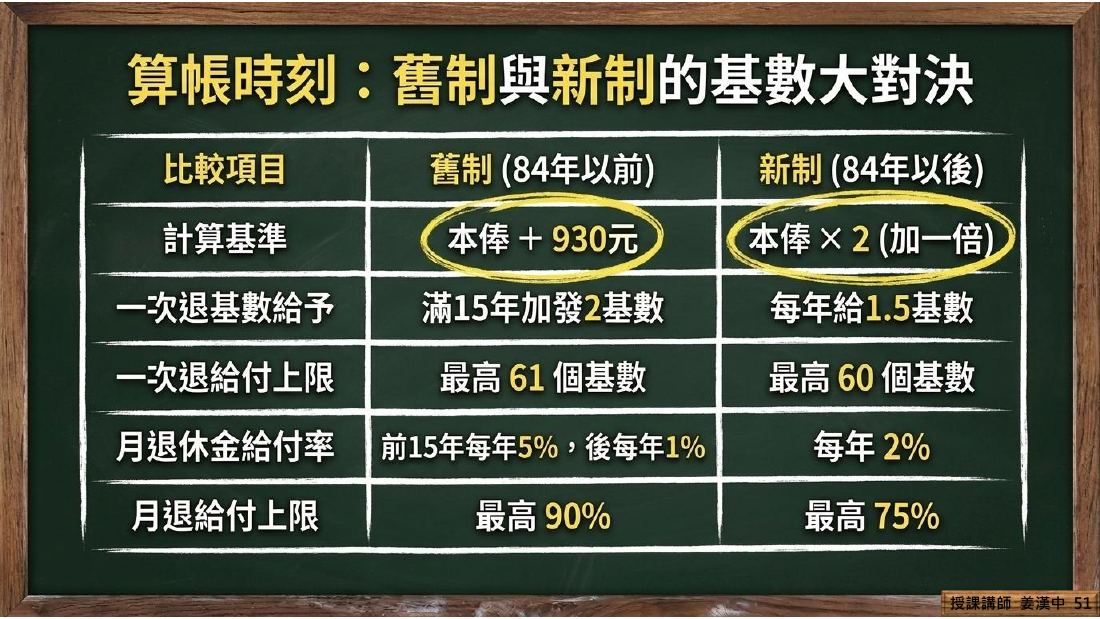 算帳時刻：舊制與新制的基數大對決
比較項目 舊制 (84年以前) 新制 (84年以後)
計算基準 本俸 + 930元 本俸 × 2 (加一倍)
一次退基數給予 滿15年加發2基數 每年給1.5基數
一次退給付上限 最高 61 個基數 最高 60 個基數
月退休金給付率 前15年每年5%，後每年1% 每年 2%
月退給付上限 最高 90% 最高 75%
授課講師 姜漢中 51